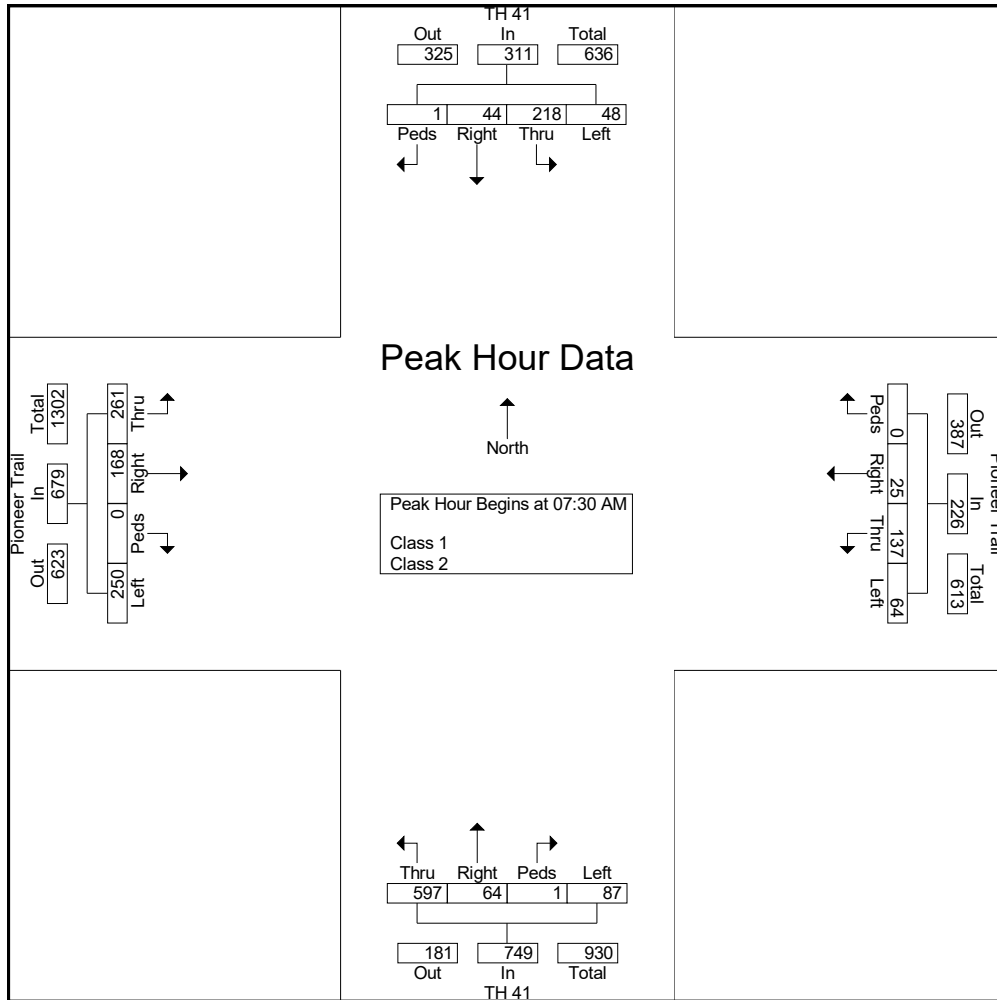 TH 41
Out In Total
325 311 636
1 44 218 48
Peds Right Thru Left
Peak Hour Data
North
Peak Hour Begins at 07:30 AM
Class 1
Class 2
Pioneer Trail
Total In Out
1302 679 623
261 168 0 250
Thru Right Peds Left
Peds Right Thru Left
0 25 137 64
Out In Total
387 226 613
Pioneer Trail
Thru Right Peds Left
597 64 1 87
181 749 930
Out In Total
TH 41